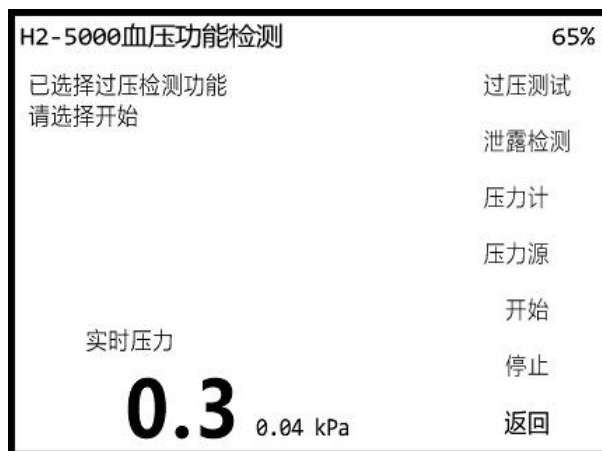 H2-5000血压功能检测 65%
已选择过压检测功能
请选择开始
过压测试
泄露检测
压力计
压力源
开始
停止
返回
实时压力
0.3 0.04 kPa